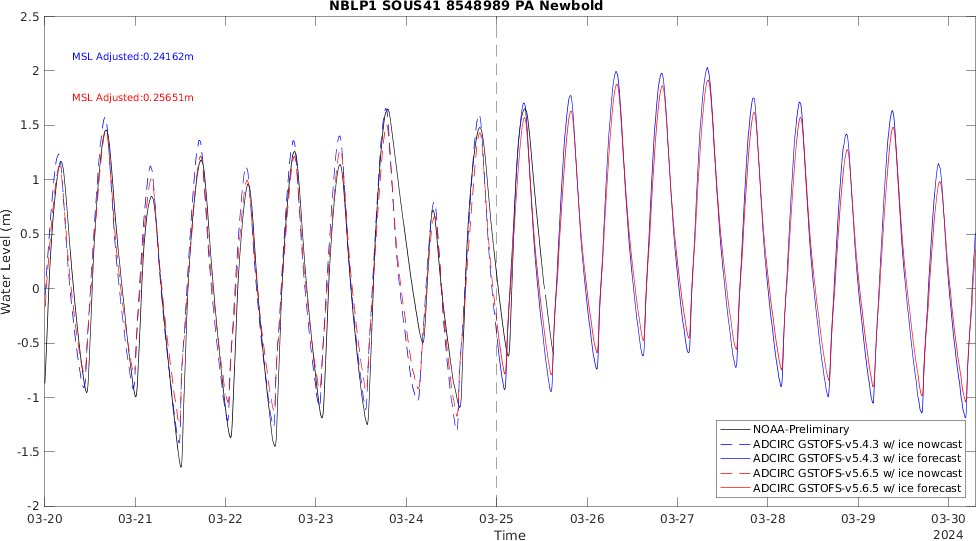 NBLP1 SOUS41 8548989 PA Newbold
2.5
2
1.5
1
0.5
0
-0.5
-1
-1.5
-2
Water Level (m)
MSL Adjusted:0.24162m
MSL Adjusted:0.25651m
NOAA-Preliminary
ADCIRC GSTOFS-v5.4.3 w/ ice nowcast
ADCIRC GSTOFS-v5.4.3 w/ ice forecast
ADCIRC GSTOFS-v5.6.5 w/ ice nowcast
ADCIRC GSTOFS-v5.6.5 w/ ice forecast
03-20 03-21 03-22 03-23 03-24 03-25 03-26 03-27 03-28 03-29 03-30
Time
2024